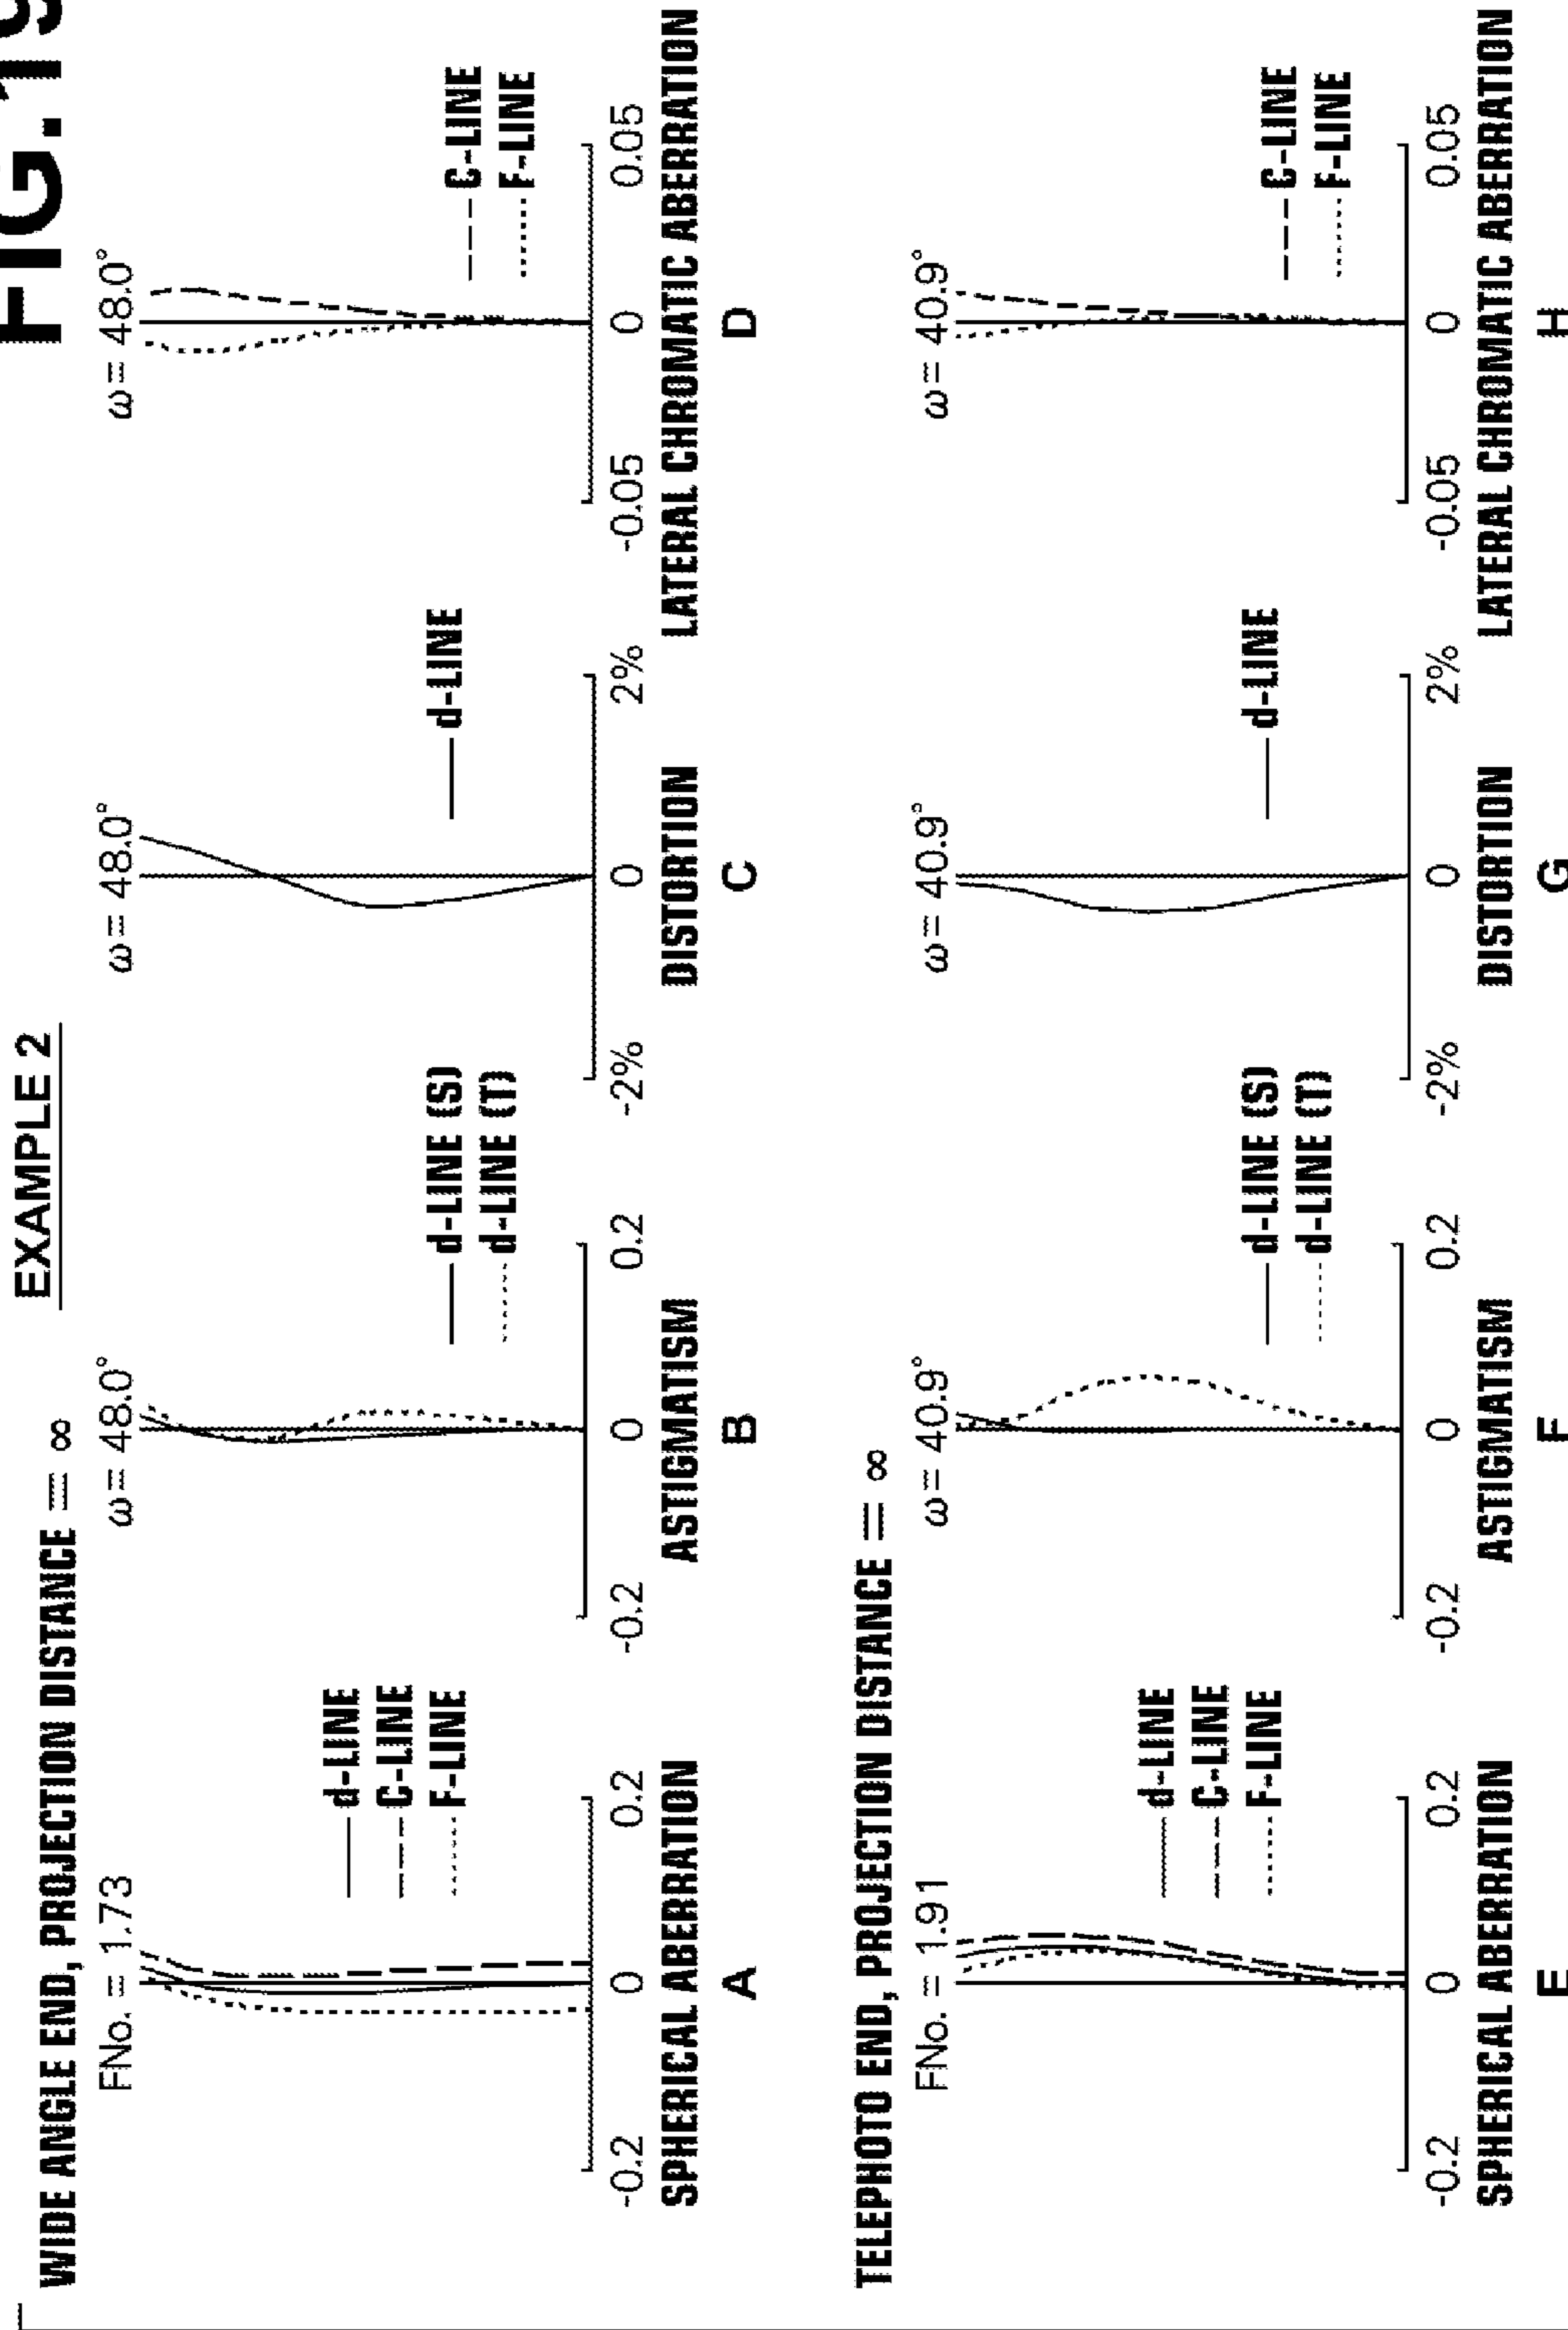 FIG.19
EXAMPLE 2
WIDE ANGLE END, PROJECTION DISTANCE = ∞
FNo. = 1.73
d-LINE
C-LINE
F-LINE
-0.2 0 0.2
SPHERICAL ABERRATION
A
ω= 48.0°
d-LINE (S)
d-LINE (T)
-0.2 0 0.2
ASTIGMATISM
B
ω= 48.0°
d-LINE
-2% 0 2%
DISTORTION
C
ω= 48.0°
C-LINE
F-LINE
-0.05 0 0.05
LATERAL CHROMATIC ABERRATION
D
TELEPHOTO END, PROJECTION DISTANCE = ∞
FNo. = 1.91
d-LINE
C-LINE
F-LINE
-0.2 0 0.2
SPHERICAL ABERRATION
E
ω= 40.9°
d-LINE (S)
d-LINE (T)
-0.2 0 0.2
ASTIGMATISM
F
ω= 40.9°
d-LINE
-2% 0 2%
DISTORTION
G
ω= 40.9°
C-LINE
F-LINE
-0.05 0 0.05
LATERAL CHROMATIC ABERRATION
H